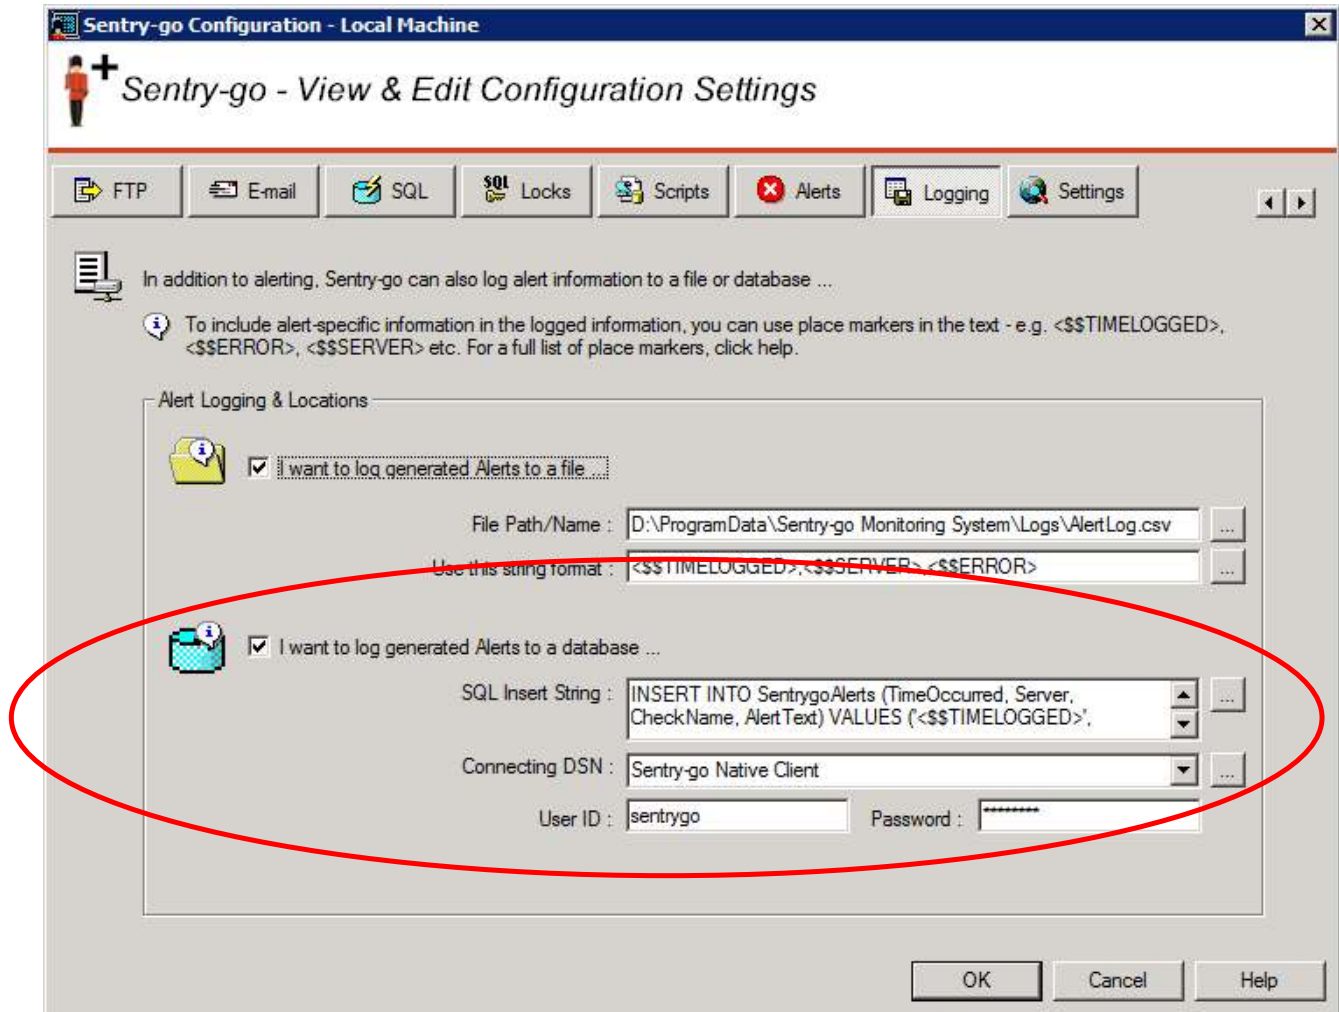 Sentry-go Configuration - Local Machine
Sentry-go - View & Edit Configuration Settings
FTP
E-mail
SQL
SQL Locks
Scripts
Alerts
Logging
Settings
In addition to alerting, Sentry-go can also log alert information to a file or database ...
To include alert-specific information in the logged information, you can use place markers in the text - e.g. <$$TIMELOGGED>,
<$$ERROR>, <$$SERVER> etc. For a full list of place markers, click help.
Alert Logging & Locations
I want to log generated Alerts to a file ...
File Path/Name : D:\ProgramData\Sentry-go Monitoring System\Logs\AlertLog.csv ...
Use this string format : <$$TIMELOGGED>,<$$SERVER>,<$$ERROR> ...
I want to log generated Alerts to a database ...
SQL Insert String : INSERT INTO SentrygoAlerts (TimeOccurred, Server, ...
CheckName, AlertText) VALUES ('<$$TIMELOGGED>',
Connecting DSN : Sentry-go Native Client ...
User ID : sentrygo Password : ********
OK Cancel Help